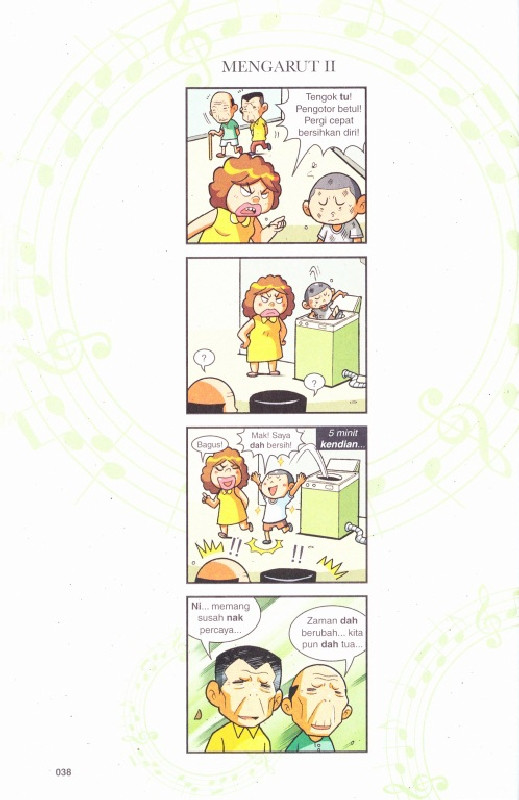 MENGARUT II
Tengok tu!
Pengotor betul!
Pergi cepat
bersihkan diri!
?
?
Bagus!
Mak! Saya
dah bersih!
5 minit
kendian...
!!
!!
Ni... memang
susah nak
percaya...
Zaman dah
berubah... kita
pun dah tua...
038